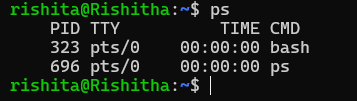 rishita@Rishitha:~$ ps
    PID TTY          TIME CMD
    323 pts/0    00:00:00 bash
    696 pts/0    00:00:00 ps
rishita@Rishitha:~$